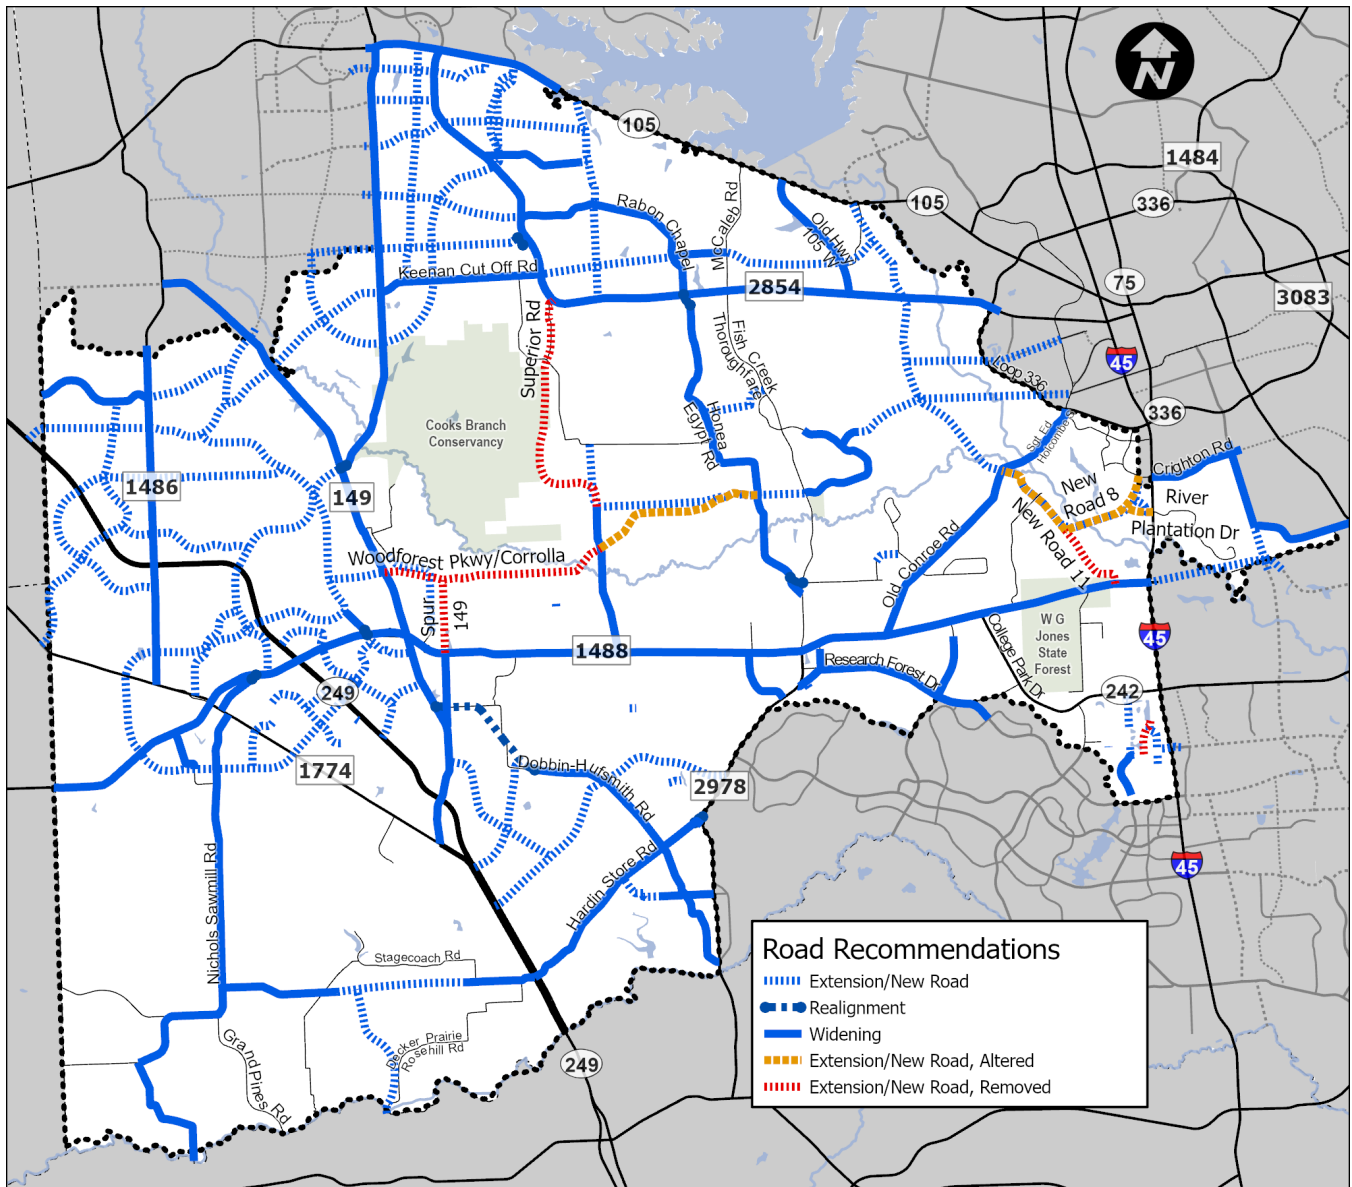 N
105
1484
105
336
Rabon Chapel
McCaleb Rd
Old Hwy
105 W
Keenan Cut Off Rd
2854
75
3083
Superior Rd
Fish Creek
Thoroughfare
45
Loop 336
336
Cooks Branch
Conservancy
Honea
Egypt Rd
Sgt Ed
Holcomb Rd
Crighton Rd
1486
149
New
Road 8
River
Plantation Dr
New Road 11
Old Conroe Rd
Woodforest Pkwy/Corrolla
Spur
149
1488
W G
Jones
State
Forest
College Park Dr
45
Research Forest Dr
249
242
1774
Dobbin-Hufsmith Rd
2978
Hardin Store Rd
45
Nichols Sawmill Rd
Stagecoach Rd
Decker Prairie
Rosehill Rd
Grand Pines Rd
249
Road Recommendations
Extension/New Road
Realignment
Widening
Extension/New Road, Altered
Extension/New Road, Removed